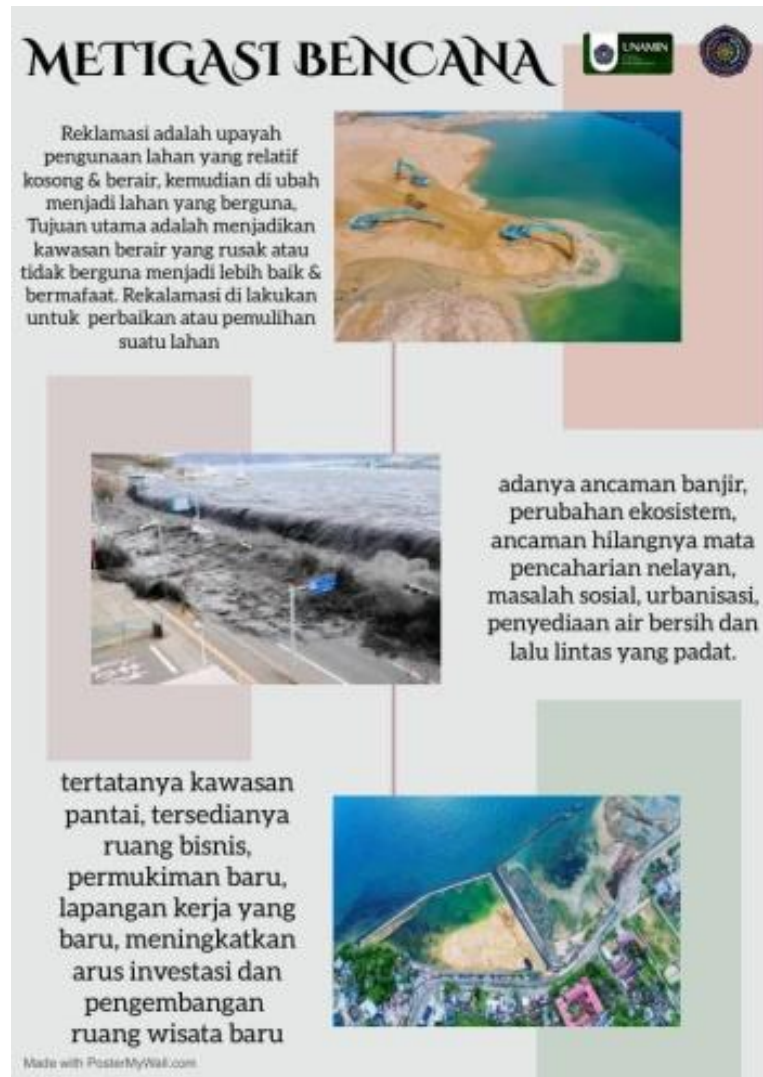 METIGASI BENCANA
UNAMIN
Reklamasi adalah upayah
pengunaan lahan yang relatif
kosong & berair, kemudian di ubah
menjadi lahan yang berguna,
Tujuan utama adalah menjadikan
kawasan berair yang rusak atau
tidak berguna menjadi lebih baik &
bermafaat. Rekalamasi di lakukan
untuk perbaikan atau pemulihan
suatu lahan
adanya ancaman banjir,
perubahan ekosistem,
ancaman hilangnya mata
pencaharian nelayan,
masalah sosial, urbanisasi,
penyediaan air bersih dan
lalu lintas yang padat.
tertatanya kawasan
pantai, tersedianya
ruang bisnis,
permukiman baru,
lapangan kerja yang
baru, meningkatkan
arus investasi dan
pengembangan
ruang wisata baru
Made with PosterMyWall.com